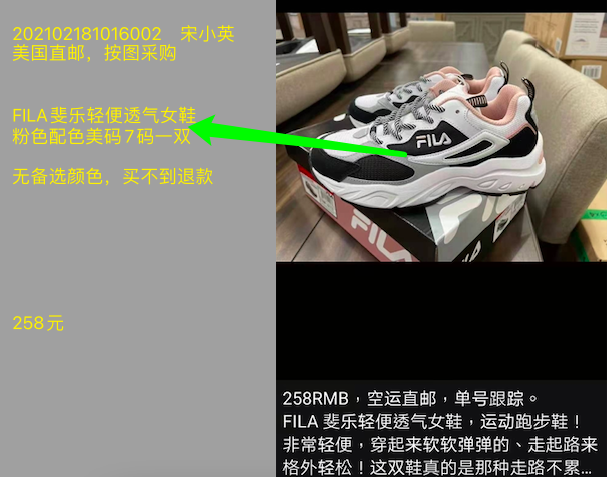 202102181016002 宋小英
美国直邮，按图采购
FILA斐乐轻便透气女鞋
粉色配色美码7码一双
无备选颜色，买不到退款
258元
FILA
FILA
258RMB，空运直邮，单号跟踪。
FILA 斐乐轻便透气女鞋，运动跑步鞋！
非常轻便，穿起来软软弹弹的、走起路来
格外轻松！这双鞋真的是那种走路不累...